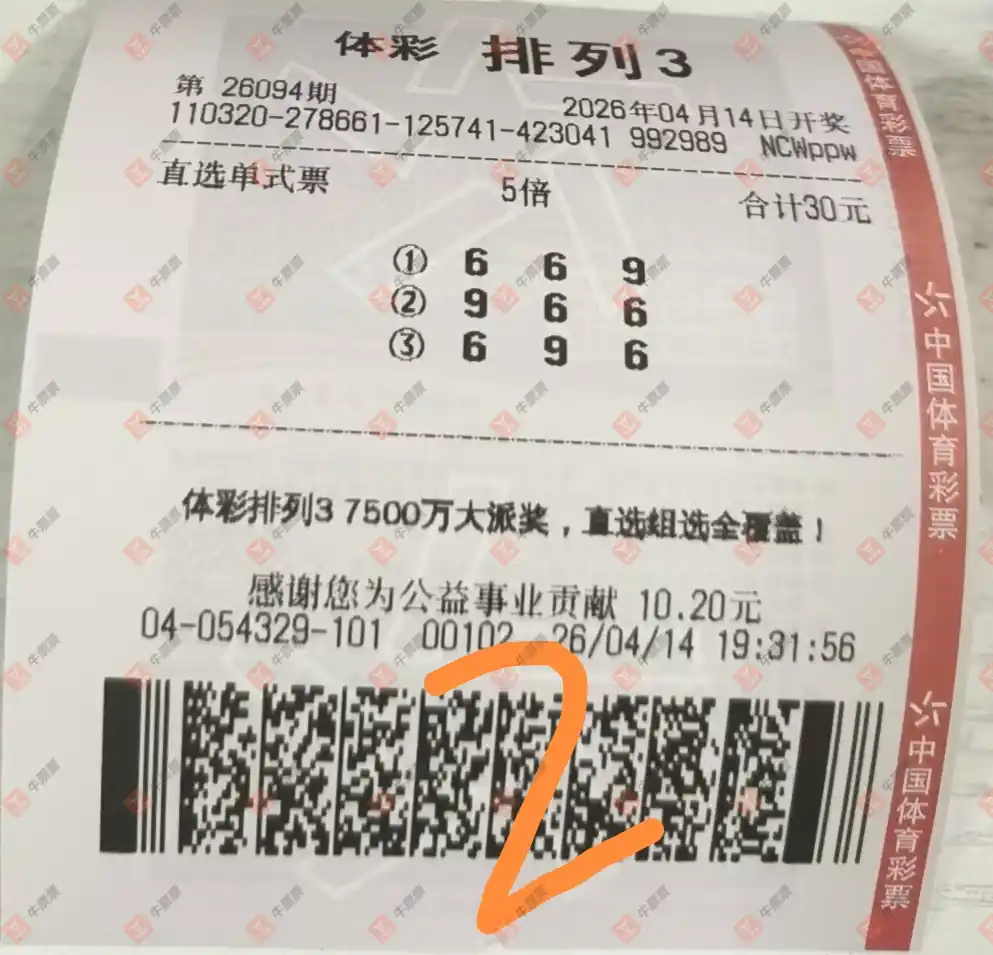 体彩 排列3
第 26094期 2026年04月14日开奖
110320-278661-125741-423041 992989 NCWppw
直选单式票 5倍 合计30元
① 6 6 9
② 9 6 6
③ 6 9 6
体彩排列3 7500万大派奖，直选组选全覆盖！
感谢您为公益事业贡献 10.20元
04-054329-101 00102 26/04/14 19:31:56
2
中国体育彩票
中国体育彩票
中国体育彩票
牛票票